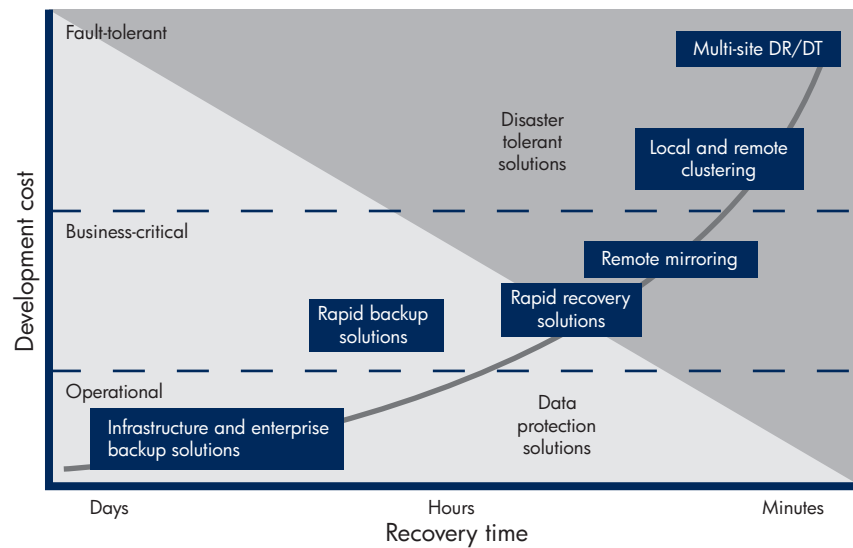 Fault-tolerant
Multi-site DR/DT
Disaster
tolerant
solutions
Local and remote
clustering
Development cost
Business-critical
Remote mirroring
Rapid recovery
solutions
Rapid backup
solutions
Operational
Infrastructure and enterprise
backup solutions
Data
protection
solutions
Days
Hours
Minutes
Recovery time